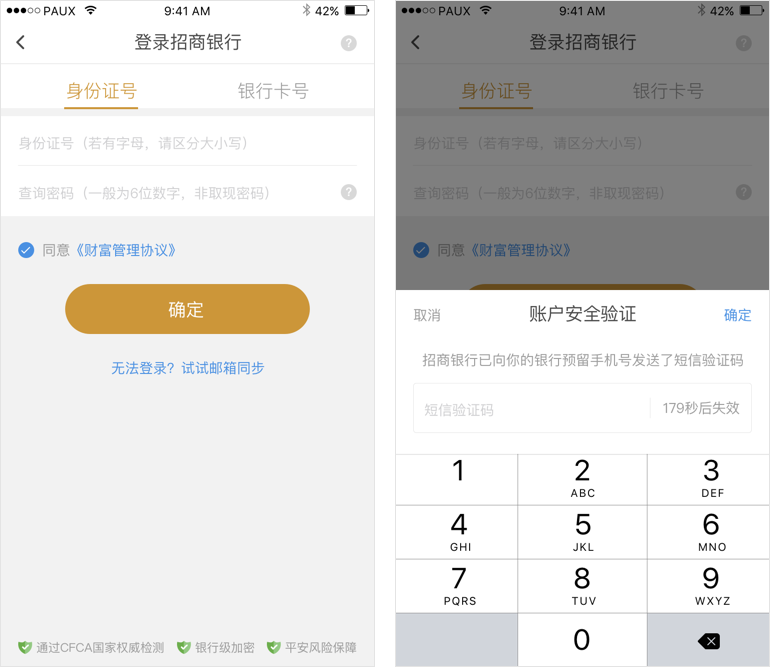 PAUX 9:41 AM 42%
登录招商银行
?
身份证号 银行卡号
身份证号（若有字母，请区分大小写）
查询密码（一般为6位数字，非取现密码）
?
同意《财富管理协议》
确定
无法登录？试试邮箱同步
通过CFCA国家权威检测 银行级加密 平安风险保障
PAUX 9:41 AM 42%
登录招商银行
?
身份证号 银行卡号
身份证号（若有字母，请区分大小写）
查询密码（一般为6位数字，非取现密码）
?
同意《财富管理协议》
取消 账户安全验证 确定
招商银行已向你的银行预留手机号发送了短信验证码
短信验证码 179秒后失效
1 2 3
ABC DEF
4 5 6
GHI JKL MNO
7 8 9
PQRS TUV WXYZ
0